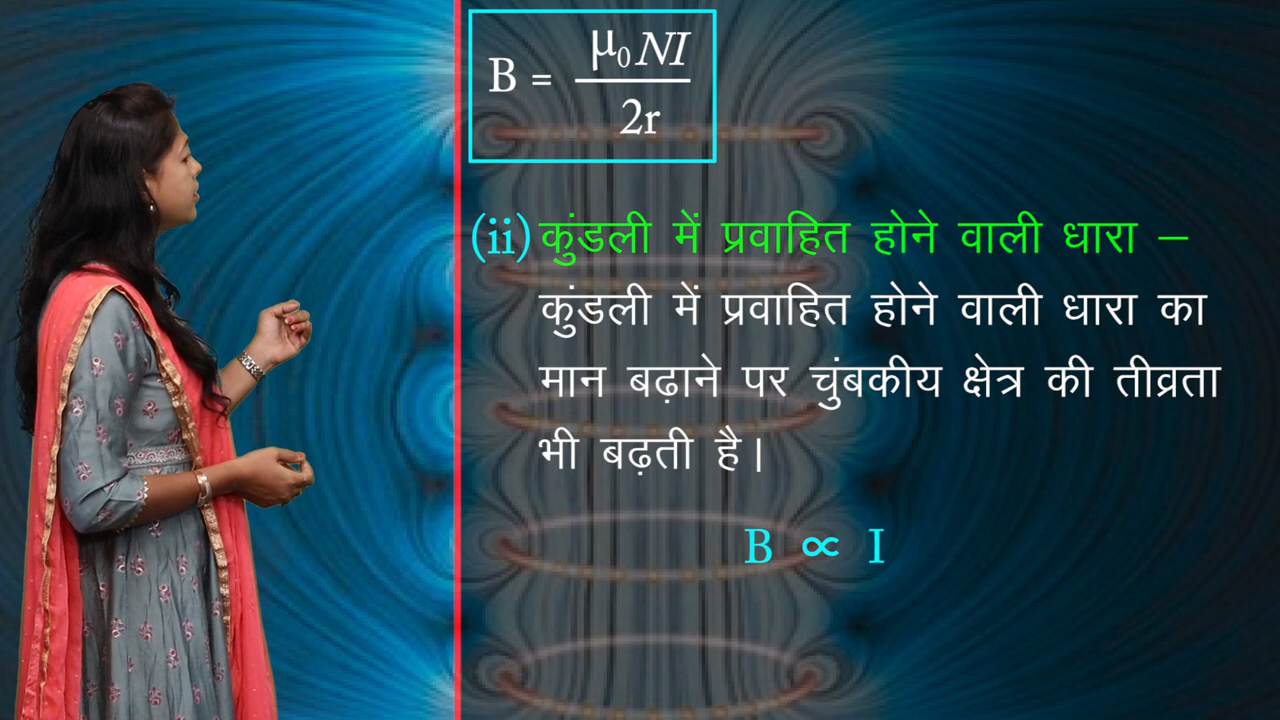 B = μ₀NI / 2r
(ii) कुंडली में प्रवाहित होने वाली धारा –
कुंडली में प्रवाहित होने वाली धारा का
मान बढ़ाने पर चुंबकीय क्षेत्र की तीव्रता
भी बढ़ती है।
B ∝ I